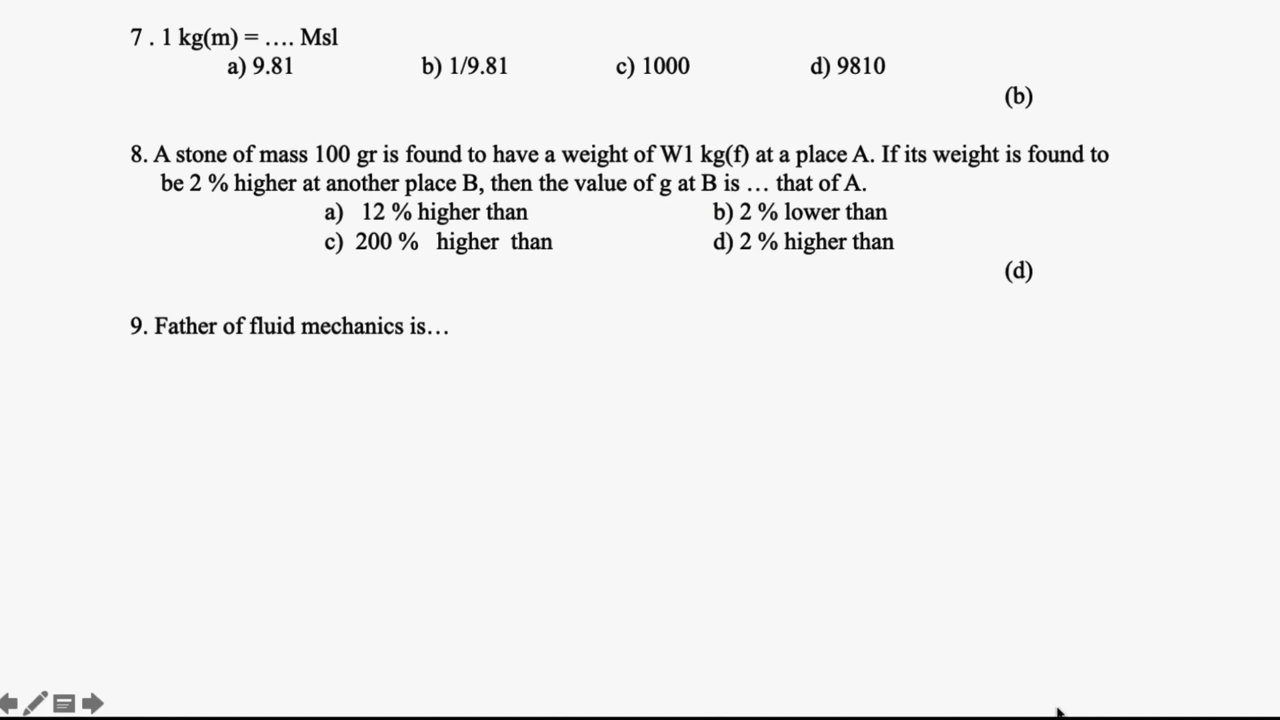 7 . 1 kg(m) = …. Msl
a) 9.81 b) 1/9.81 c) 1000 d) 9810
(b)
8. A stone of mass 100 gr is found to have a weight of W1 kg(f) at a place A. If its weight is found to
be 2 % higher at another place B, then the value of g at B is … that of A.
a) 12 % higher than b) 2 % lower than
c) 200 % higher than d) 2 % higher than
(d)
9. Father of fluid mechanics is…